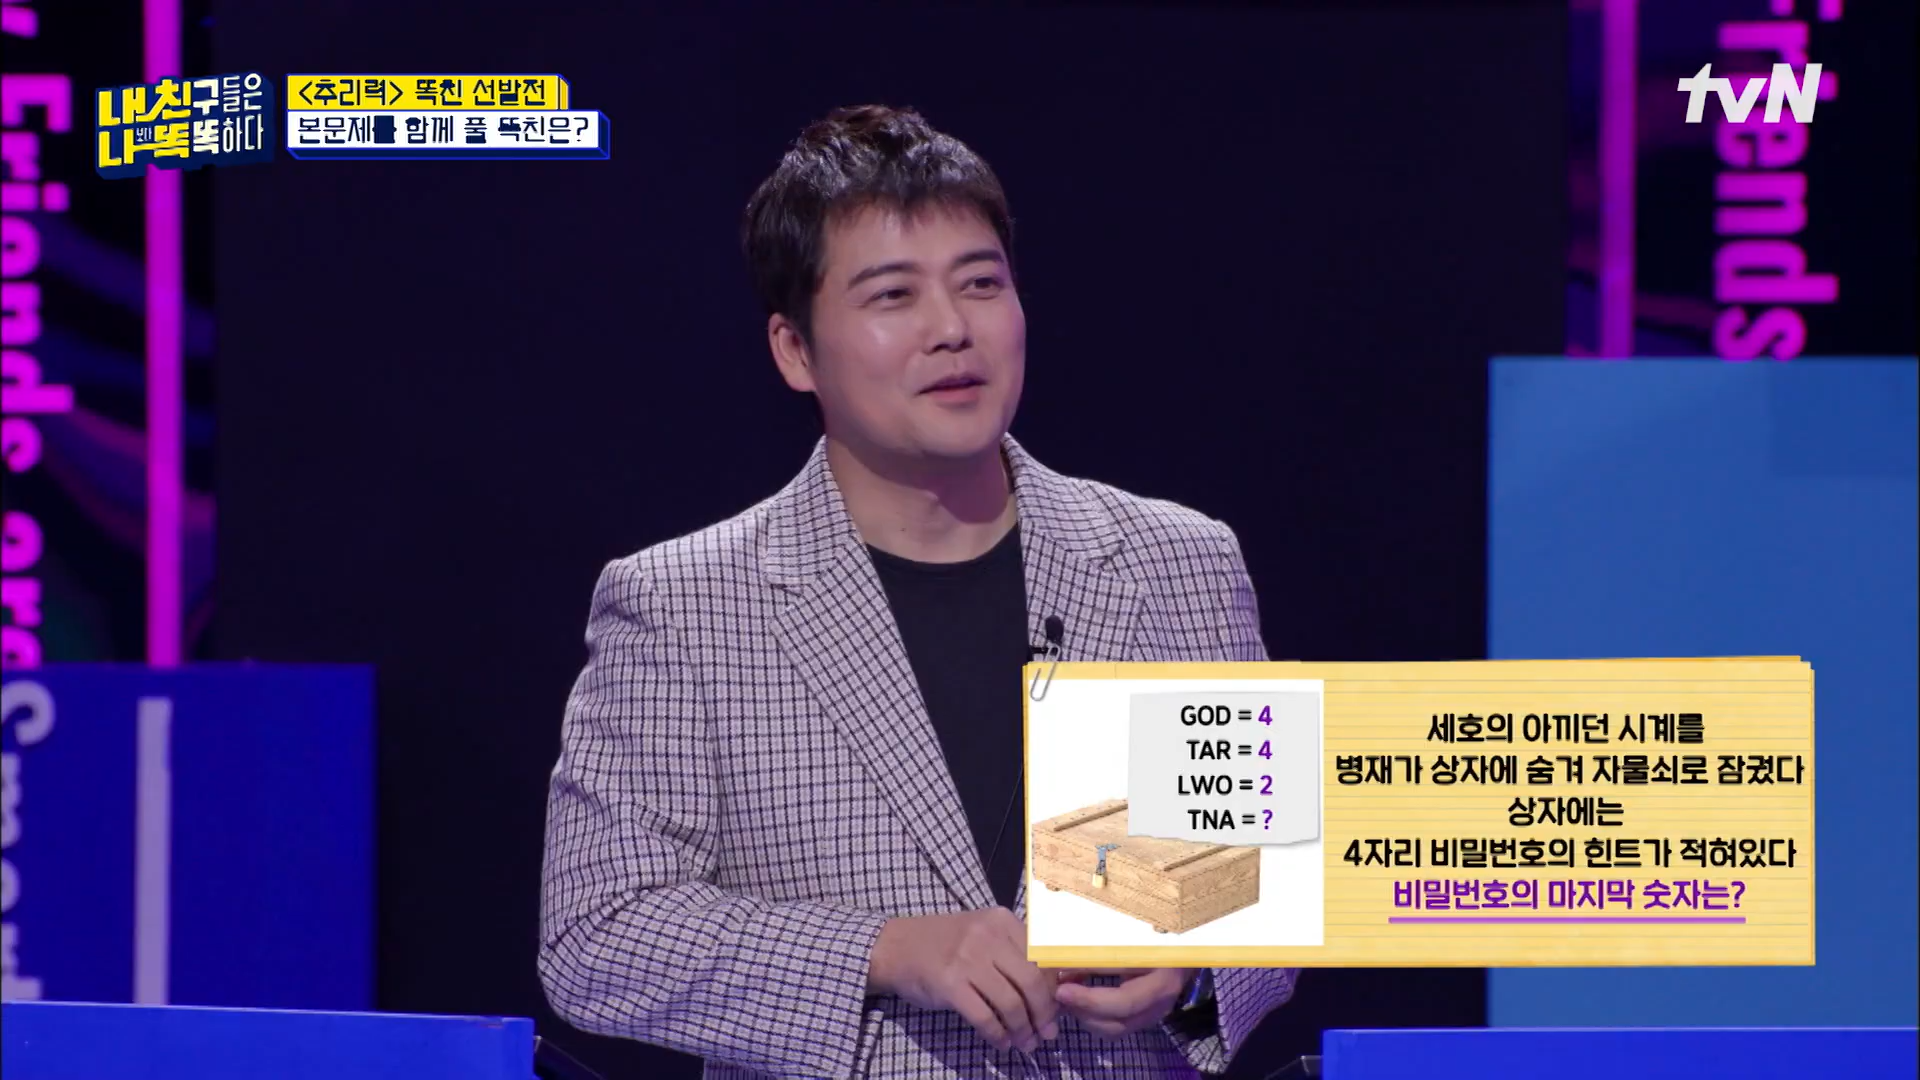 내 친구들은
나보다 똑똑하다
<추리력> 똑친 선발전
본문제를 함께 풀 똑친은?
tvN
Friends
GOD = 4
TAR = 4
LWO = 2
TNA = ?
세호의 아끼던 시계를
병재가 상자에 숨겨 자물쇠로 잠궜다
상자에는
4자리 비밀번호의 힌트가 적혀있다
비밀번호의 마지막 숫자는?